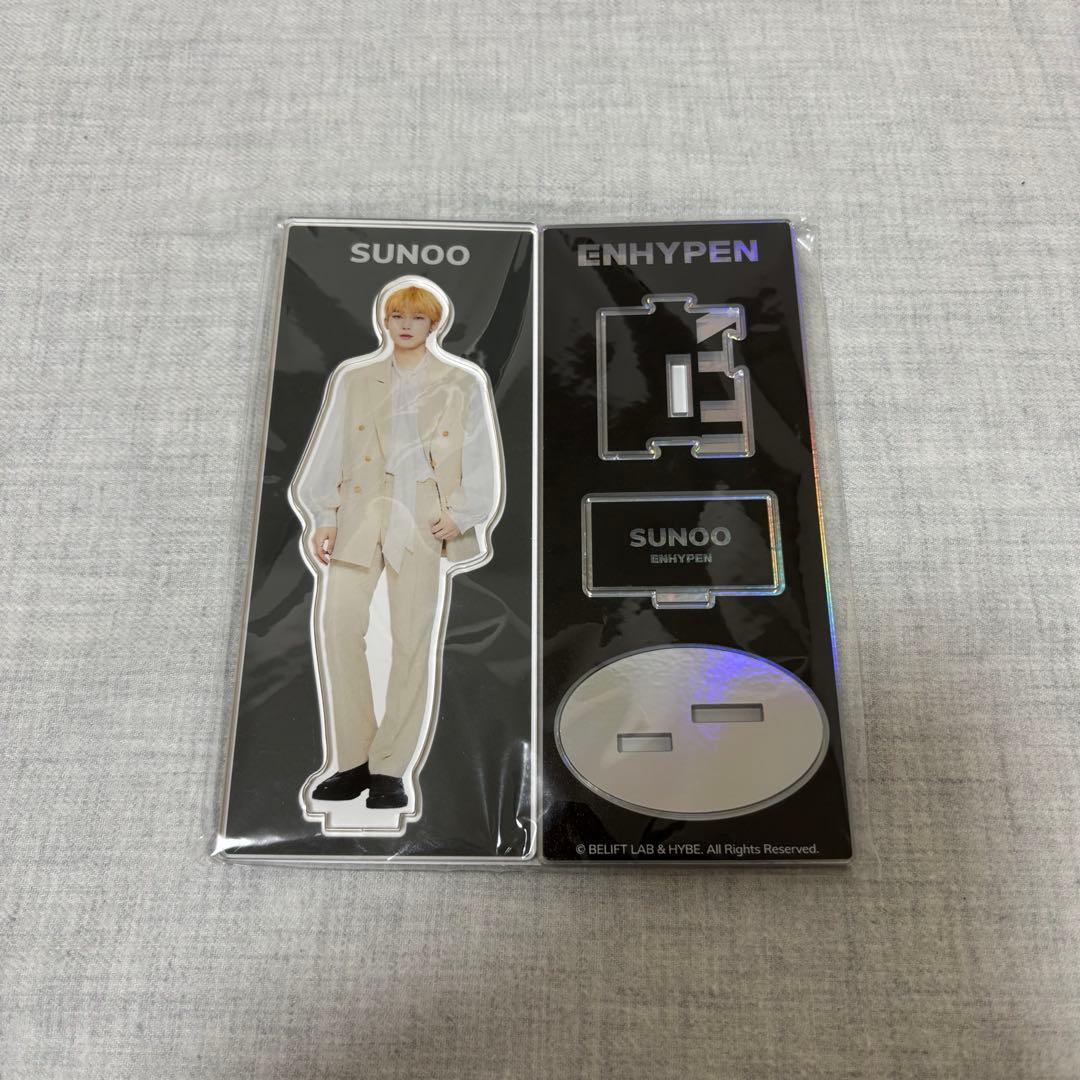 SUNOO
ENHYPEN
SUNOO
ENHYPEN
© BELIFT LAB & HYBE. All Rights Reserved.